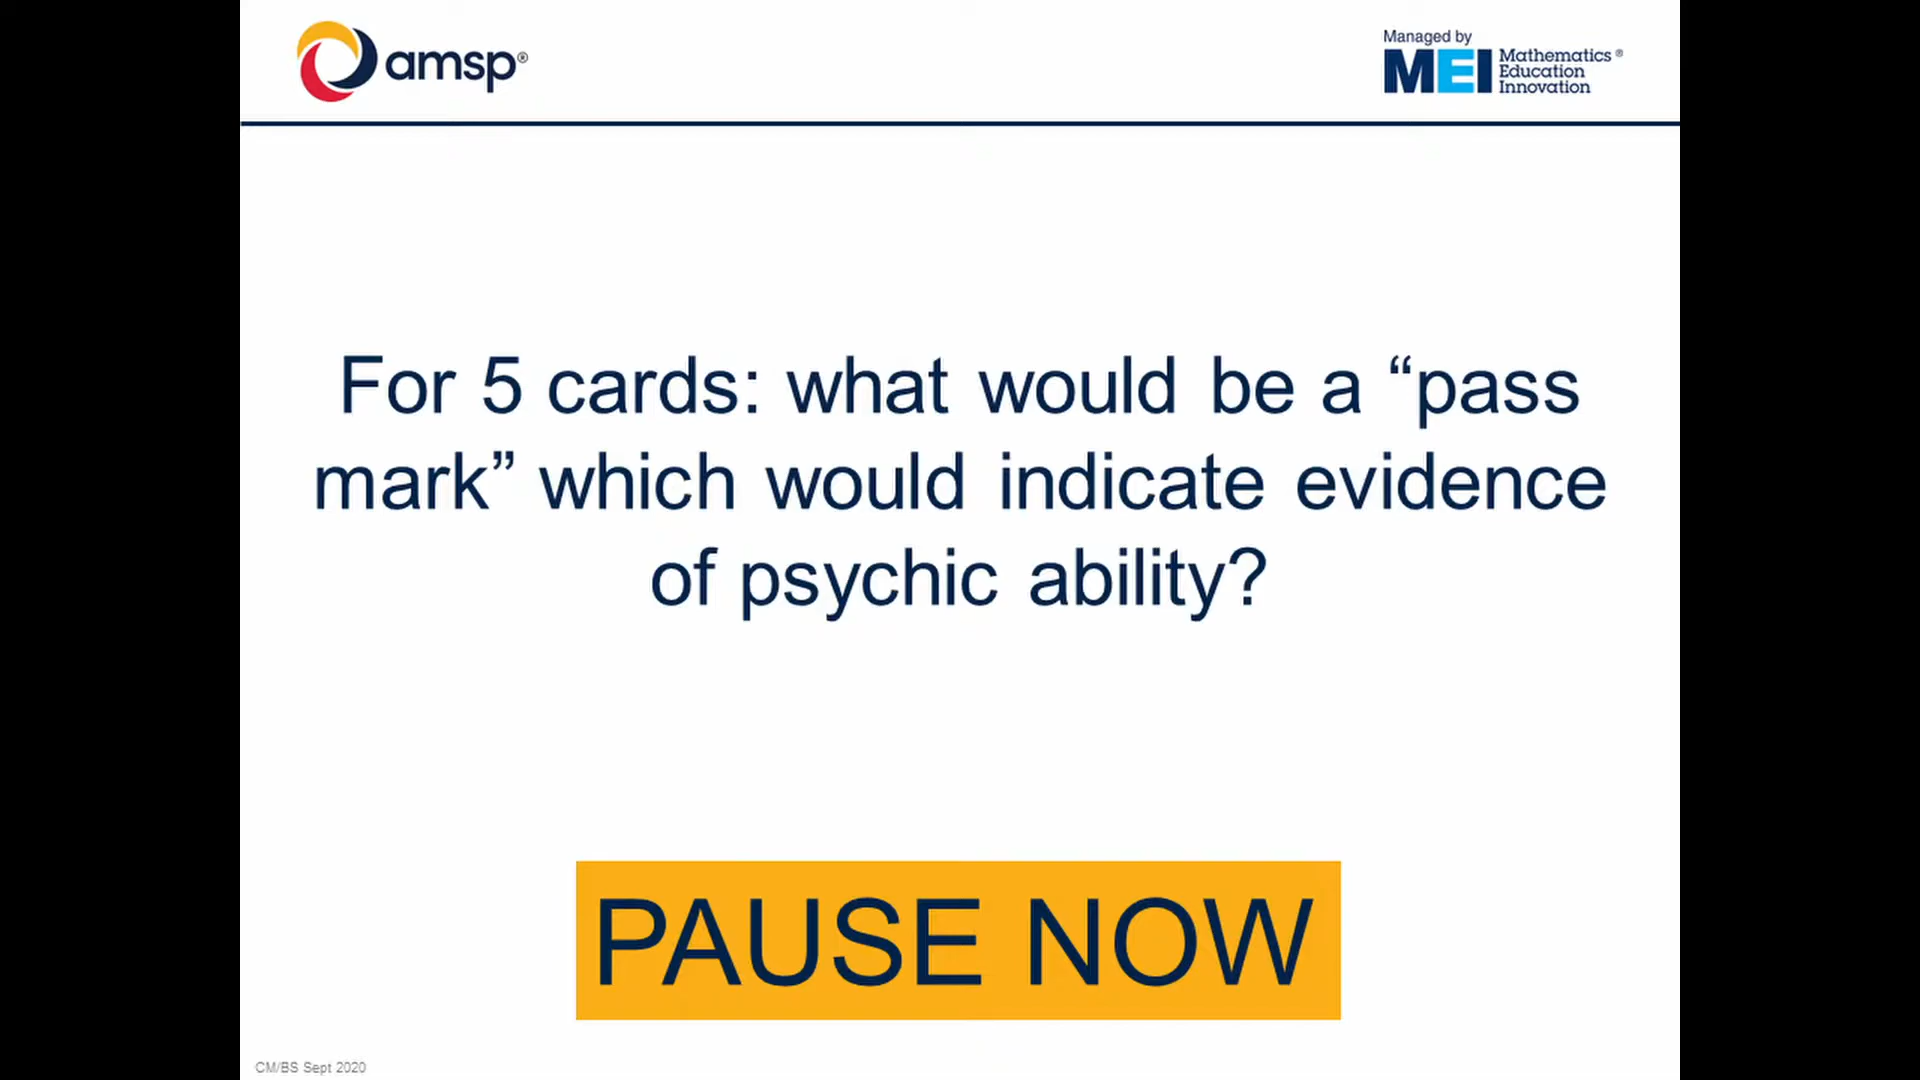 amsp®
Managed by
MEI Mathematics ®
Education
Innovation
For 5 cards: what would be a “pass
mark” which would indicate evidence
of psychic ability?
PAUSE NOW
CM/BS Sept 2020